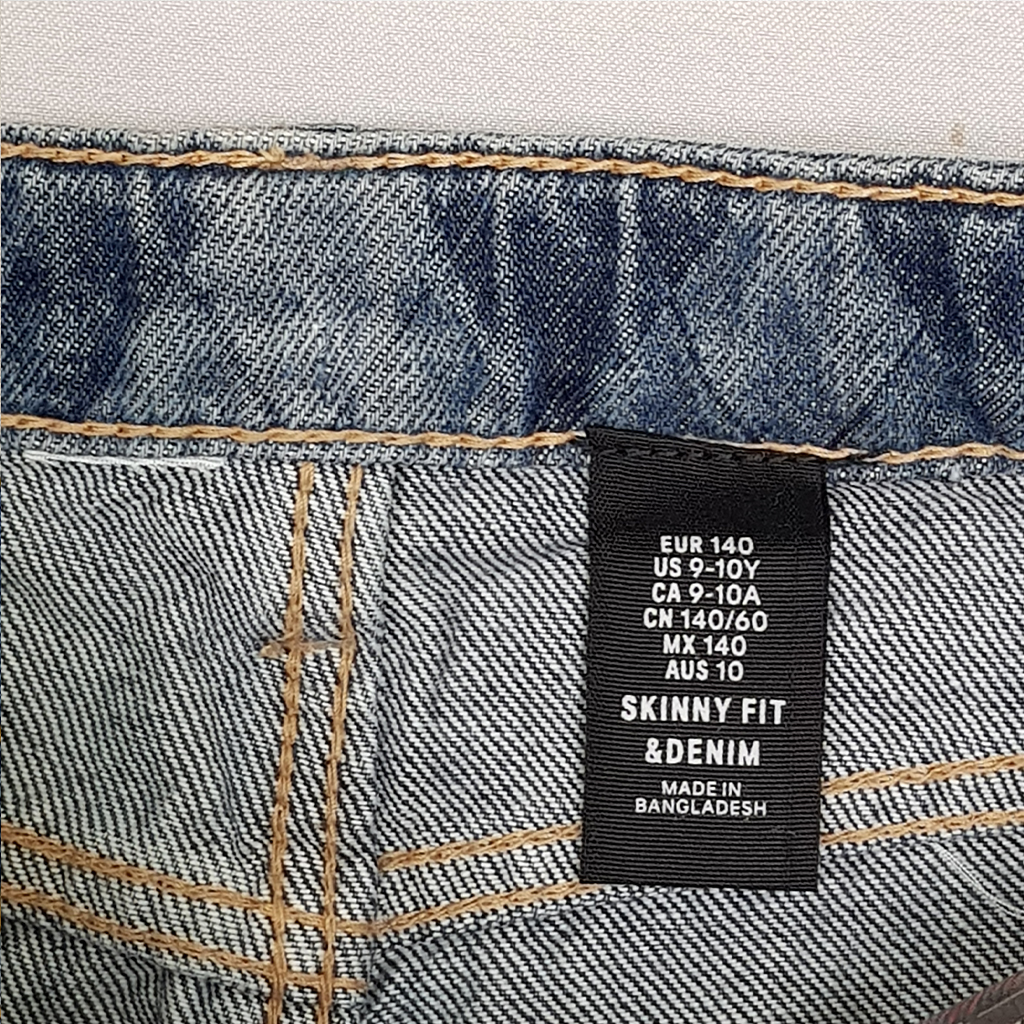 EUR 140
US 9-10Y
CA 9-10A
CN 140/60
MX 140
AUS 10
SKINNY FIT
&DENIM
MADE IN
BANGLADESH